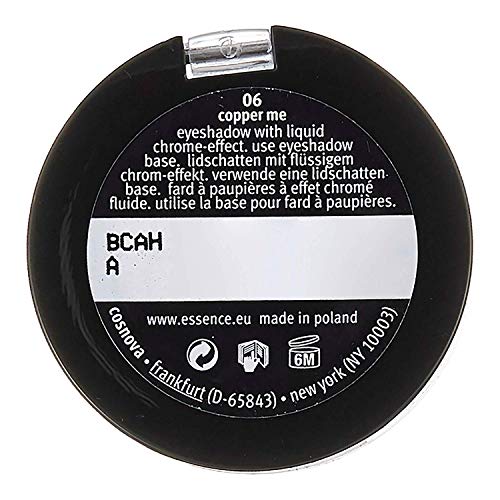 06
copper me
eyeshadow with liquid
chrome-effect. use eyeshadow
base. lidschatten mit flüssigem
chrom-effekt. verwende eine lidschatten
base. fard à paupières à effet chromé
fluide. utilise la base pour fard à paupières.
BCAH
A
www.essence.eu made in poland
6M
cosnova • frankfurt (D-65843) • new york (NY 10003)